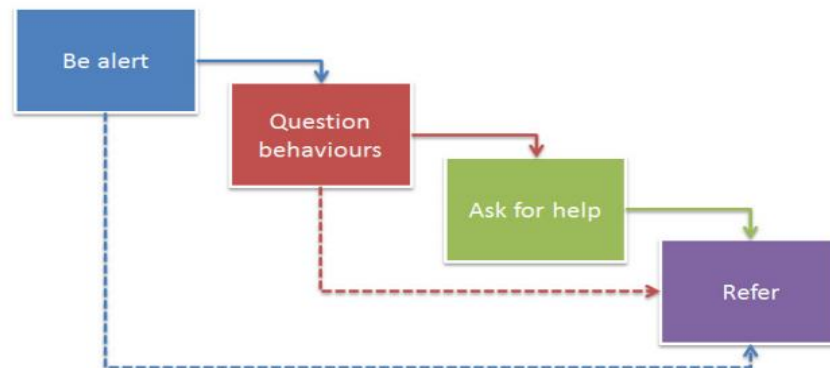 Be alert
Question
behaviours
Ask for help
Refer